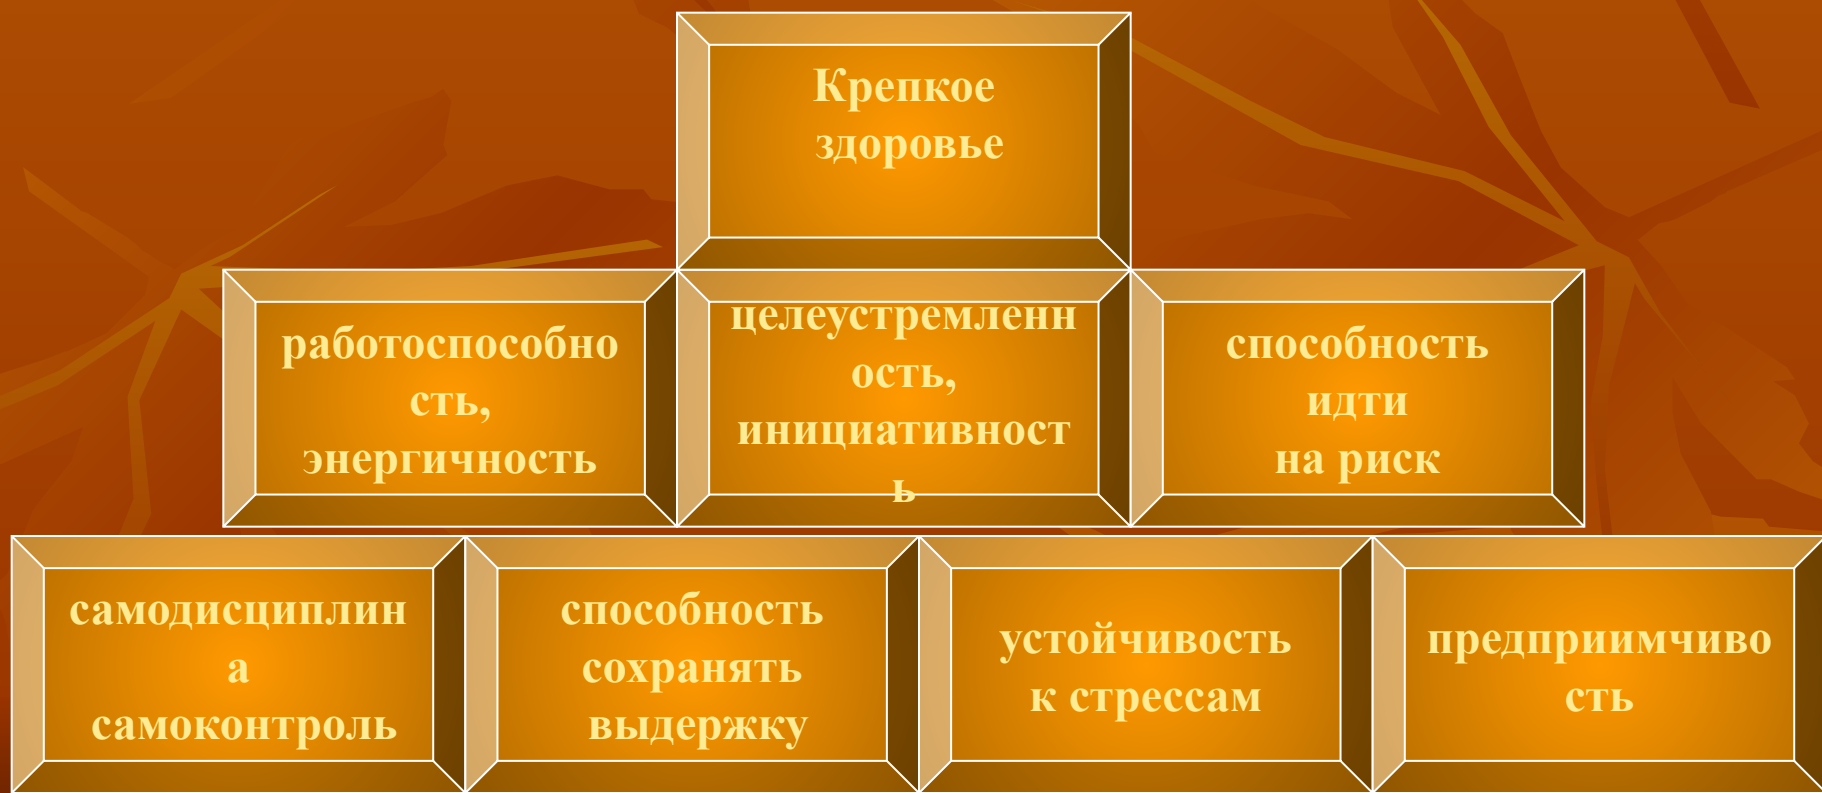 Крепкое
здоровье
работоспособно
сть,
энергичность
целеустремленн
ость,
инициативност
ь
способность
идти
на риск
самодисциплин
а
самоконтроль
способность
сохранять
выдержку
устойчивость
к стрессам
предприимчиво
сть